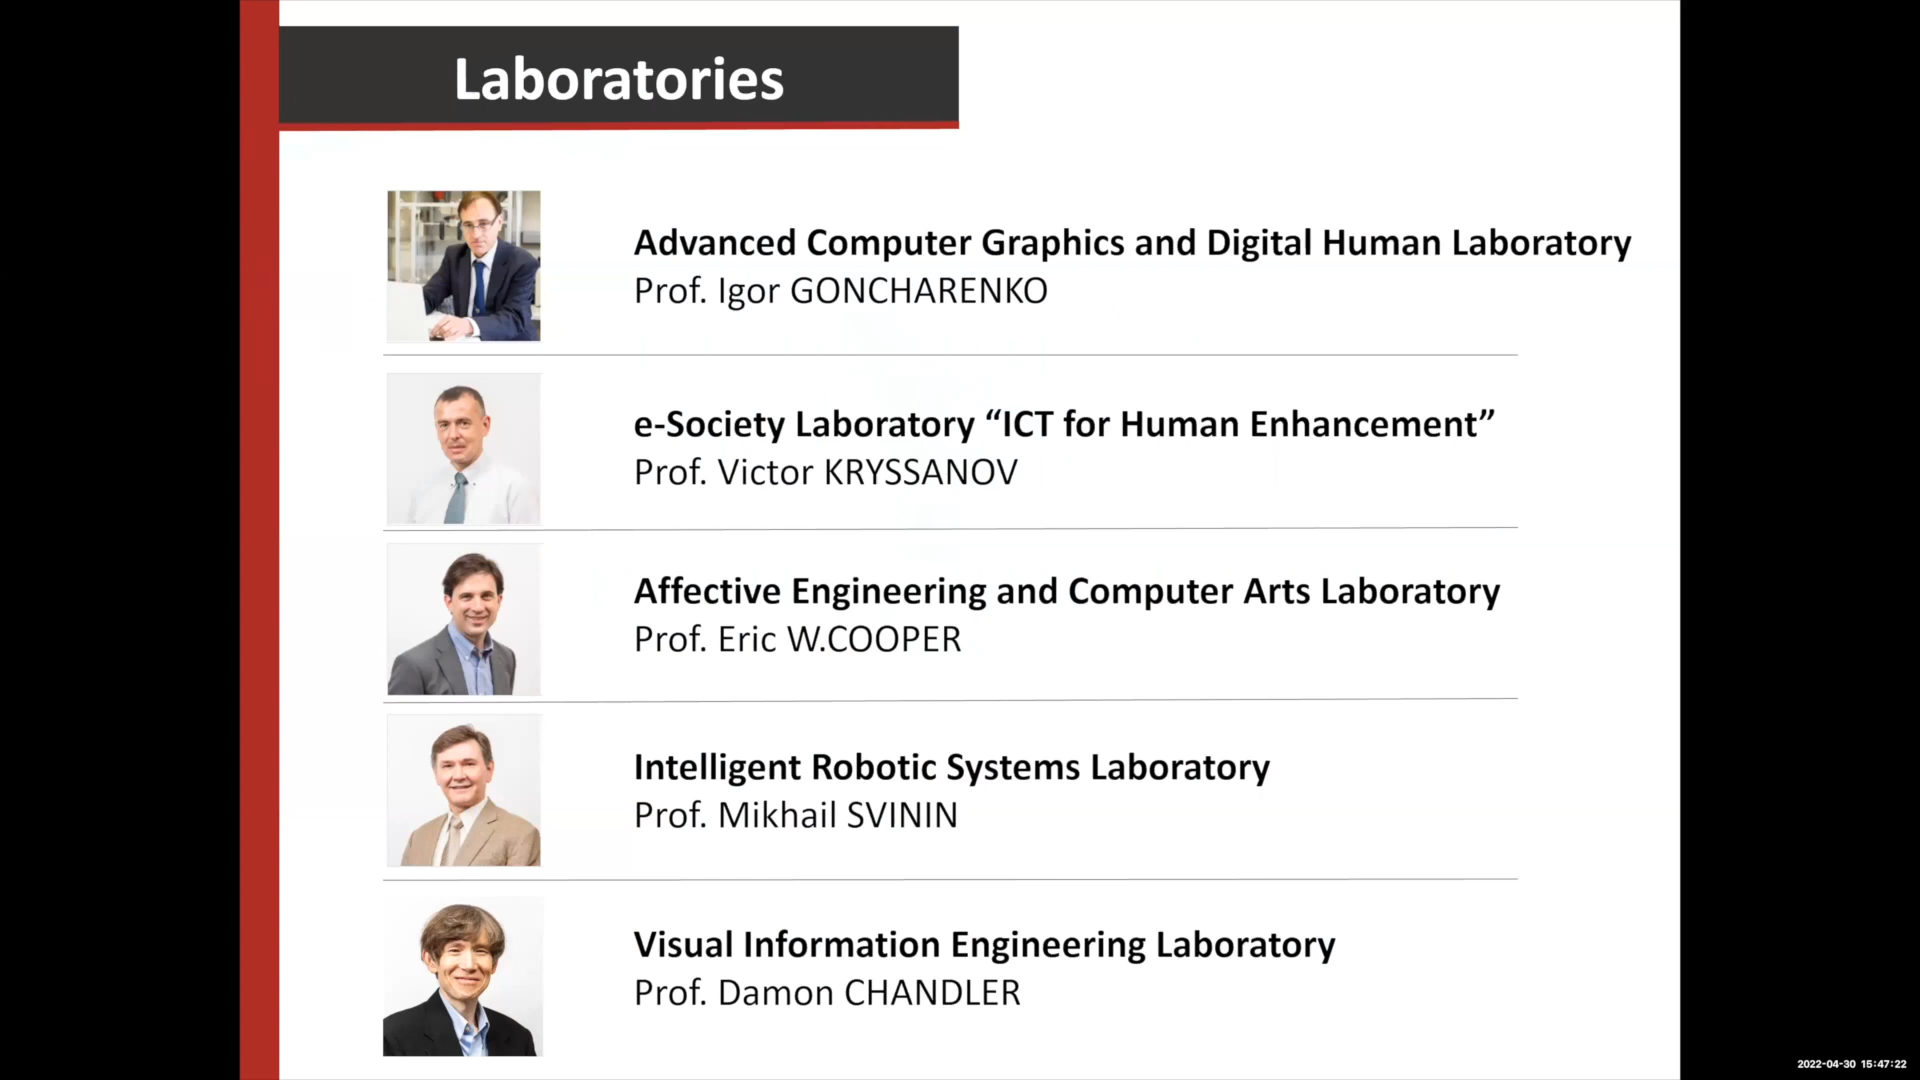 Laboratories
Advanced Computer Graphics and Digital Human Laboratory
Prof. Igor GONCHARENKO
e-Society Laboratory “ICT for Human Enhancement”
Prof. Victor KRYSSANOV
Affective Engineering and Computer Arts Laboratory
Prof. Eric W.COOPER
Intelligent Robotic Systems Laboratory
Prof. Mikhail SVININ
Visual Information Engineering Laboratory
Prof. Damon CHANDLER
2022-04-30 15:47:22